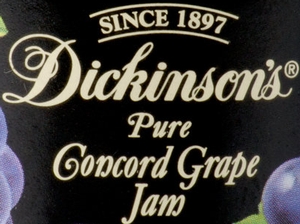 SINCE 1897
Dickinson's®
Pure
Concord Grape
Jam